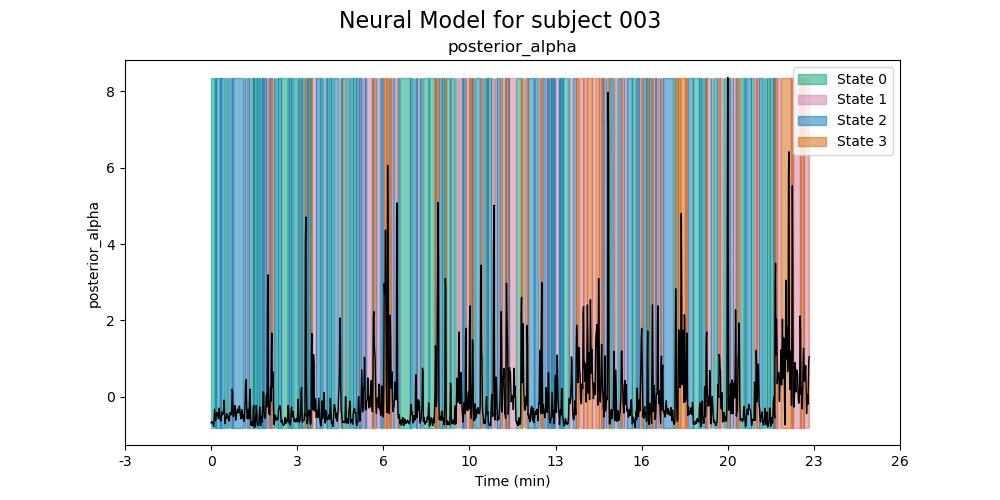 Neural Model for subject 003
posterior_alpha
State 0
State 1
State 2
State 3
posterior_alpha
8
6
4
2
0
-3 0 3 6 10 13 16 20 23 26
Time (min)